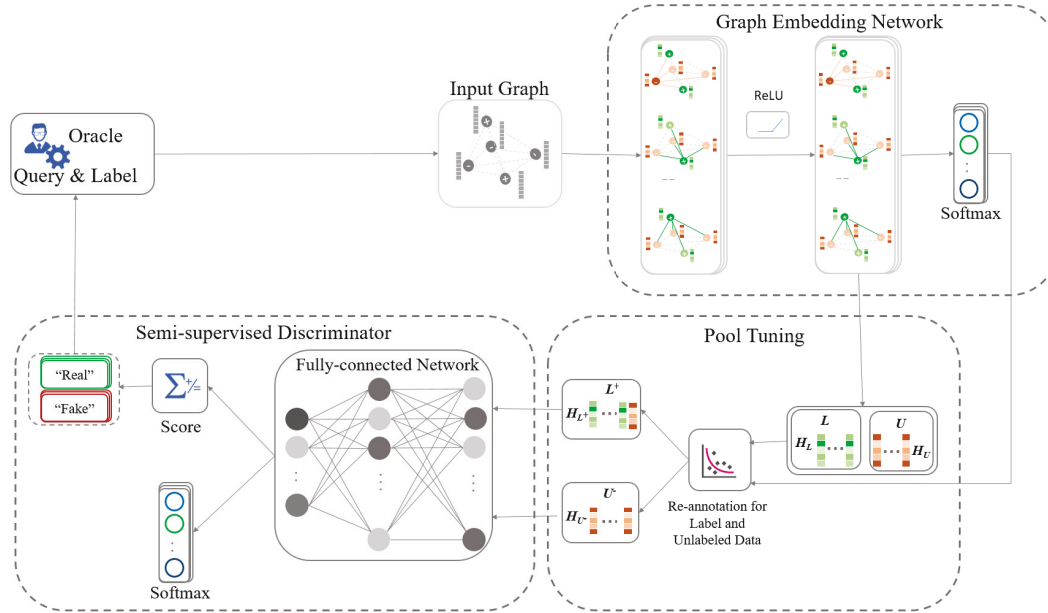 Graph Embedding Network
ReLU
Input Graph
Oracle
Query & Label
Softmax
Semi-supervised Discriminator
Pool Tuning
Fully-connected Network
“Real”
“Fake”
Score
Softmax
L⁺
H_L⁺
U⁻
H_U⁻
L
H_L
U
H_U
Re-annotation for
Label and
Unlabeled Data